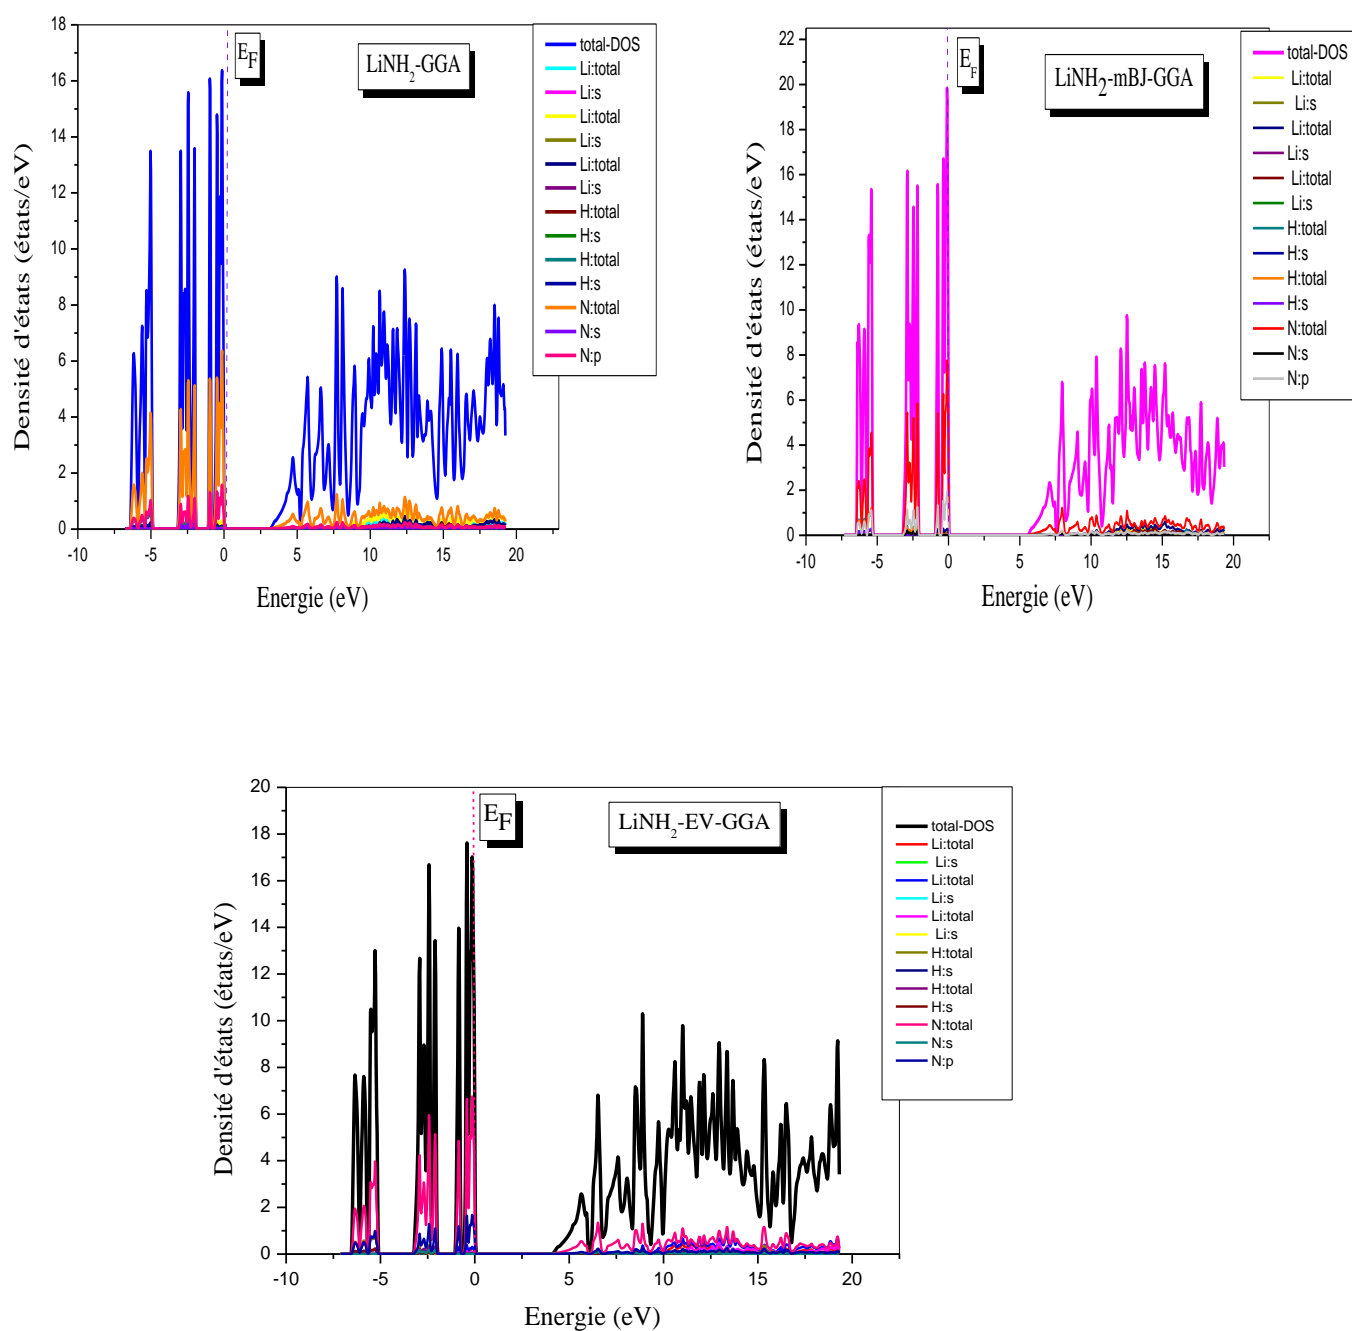 LiNH2-GGA
EF
Densité d'états (états/eV)
18
16
14
12
10
8
6
4
2
0
-10
-5
0
5
10
15
20
Energie (eV)
total-DOS
Li:total
Li:s
Li:total
Li:s
Li:total
Li:s
H:total
H:s
H:total
H:s
N:total
N:s
N:p
LiNH2-mBJ-GGA
EF
Densité d'états (états/eV)
22
20
18
16
14
12
10
8
6
4
2
0
-10
-5
0
5
10
15
20
Energie (eV)
total-DOS
Li:total
Li:s
Li:total
Li:s
Li:total
Li:s
H:total
H:s
H:total
H:s
N:total
N:s
N:p
LiNH2-EV-GGA
EF
Densité d'états (états/eV)
20
18
16
14
12
10
8
6
4
2
0
-10
-5
0
5
10
15
20
Energie (eV)
total-DOS
Li:total
Li:s
Li:total
Li:s
Li:total
Li:s
H:total
H:s
H:total
H:s
N:total
N:s
N:p